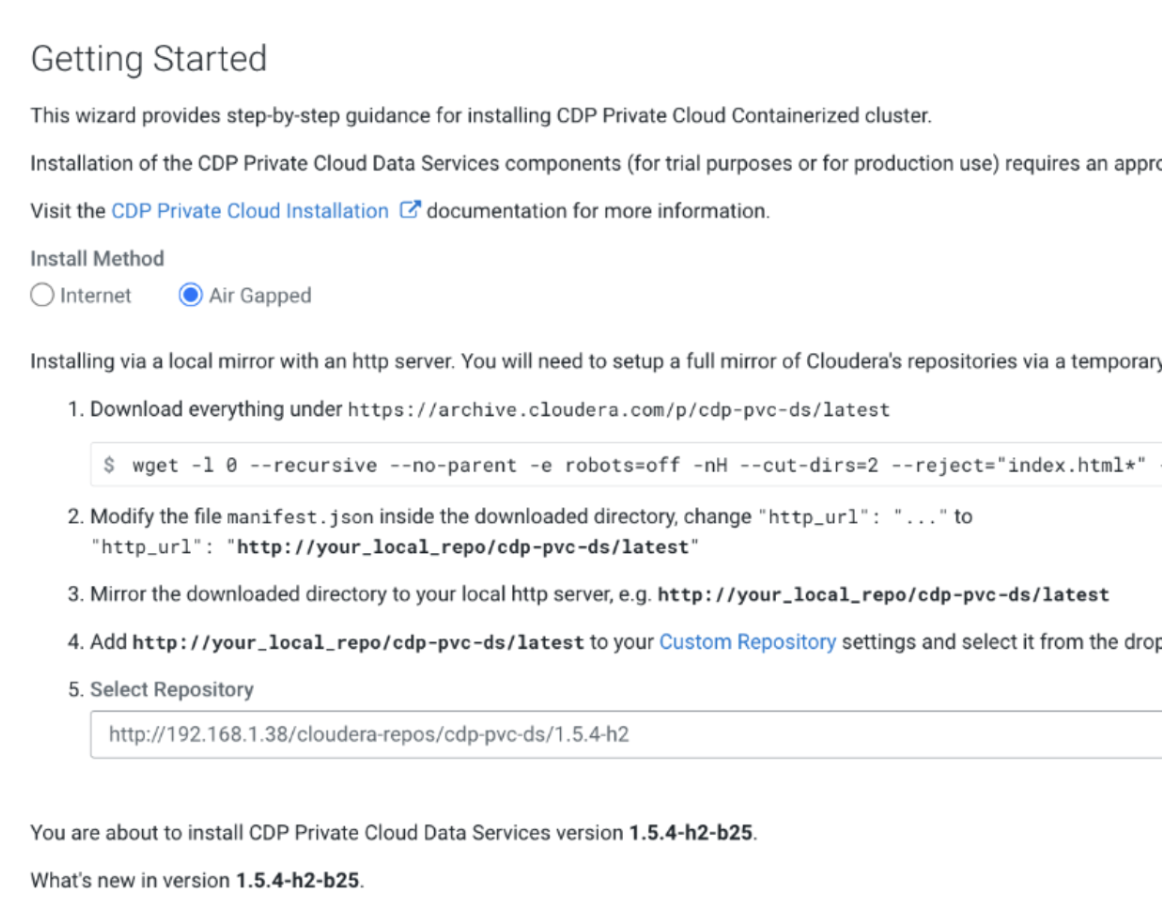 Getting Started
This wizard provides step-by-step guidance for installing CDP Private Cloud Containerized cluster.
Installation of the CDP Private Cloud Data Services components (for trial purposes or for production use) requires an
Visit the CDP Private Cloud Installation documentation for more information.
Install Method
Internet Air Gapped
Installing via a local mirror with an http server. You will need to setup a full mirror of Cloudera's repositories via a temporary
1. Download everything under https://archive.cloudera.com/p/cdp-pvc-ds/latest
$ wget -l 0 --recursive --no-parent -e robots=off -nH --cut-dirs=2 --reject="index.html*"
2. Modify the file manifest.json inside the downloaded directory, change "http_url": "..." to
"http_url": "http://your_local_repo/cdp-pvc-ds/latest"
3. Mirror the downloaded directory to your local http server, e.g. http://your_local_repo/cdp-pvc-ds/latest
4. Add http://your_local_repo/cdp-pvc-ds/latest to your Custom Repository settings and select it from the
5. Select Repository
http://192.168.1.38/cloudera-repos/cdp-pvc-ds/1.5.4-h2
You are about to install CDP Private Cloud Data Services version 1.5.4-h2-b25.
What's new in version 1.5.4-h2-b25.